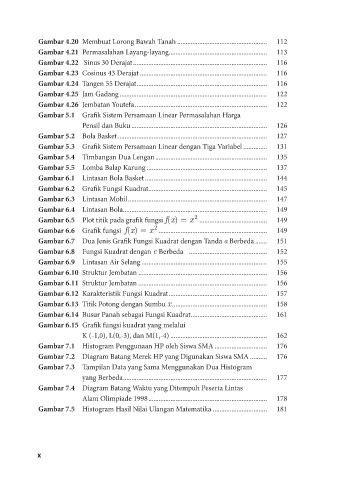 Gambar 4.20 Membuat Lorong Bawah Tanah 112
Gambar 4.21 Permasalahan Layang-layang 113
Gambar 4.22 Sinus 30 Derajat 116
Gambar 4.23 Cosinus 43 Derajat 116
Gambar 4.24 Tangen 55 Derajat 116
Gambar 4.25 Jam Gadang 122
Gambar 4.26 Jembatan Youtefa 122
Gambar 5.1 Grafik Sistem Persamaan Linear Permasalahan Harga
Pensil dan Buku 126
Gambar 5.2 Bola Basket 127
Gambar 5.3 Grafik Sistem Persamaan Linear dengan Tiga Variabel 131
Gambar 5.4 Timbangan Dua Lengan 135
Gambar 5.5 Lomba Balap Karung 137
Gambar 6.1 Lintasan Bola Basket 144
Gambar 6.2 Grafik Fungsi Kuadrat 145
Gambar 6.3 Lintasan Mobil 147
Gambar 6.4 Lintasan Bola 149
Gambar 6.5 Plot titik pada grafik fungsi f(x) = x² 149
Gambar 6.6 Grafik fungsi f(x) = x² 149
Gambar 6.7 Dua Jenis Grafik Fungsi Kuadrat dengan Tanda a Berbeda 151
Gambar 6.8 Fungsi Kuadrat dengan c Berbeda 152
Gambar 6.9 Lintasan Air Selang 155
Gambar 6.10 Struktur Jembatan 156
Gambar 6.11 Struktur Jembatan 156
Gambar 6.12 Karakteristik Fungsi Kuadrat 157
Gambar 6.13 Titik Potong dengan Sumbu x 158
Gambar 6.14 Busur Panah sebagai Fungsi Kuadrat 161
Gambar 6.15 Grafik fungsi kuadrat yang melalui
K (-1,0), L(0,-3), dan M(1,-4) 162
Gambar 7.1 Histogram Penggunaan HP oleh Siswa SMA 176
Gambar 7.2 Diagram Batang Merek HP yang Digunakan Siswa SMA 176
Gambar 7.3 Tampilan Data yang Sama Menggunakan Dua Histogram
yang Berbeda 177
Gambar 7.4 Diagram Batang Waktu yang Ditempuh Peserta Lintas
Alam Olimpiade 1998 178
Gambar 7.5 Histogram Hasil Nilai Ulangan Matematika 181
x